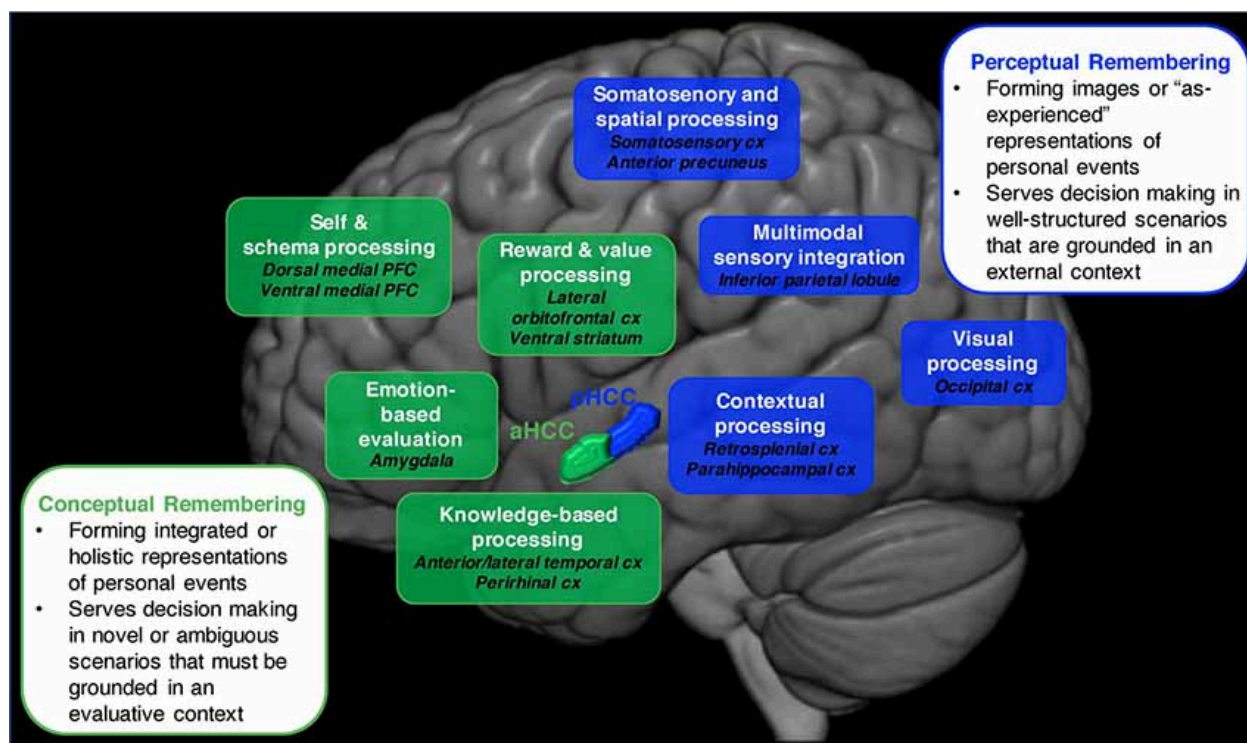 Perceptual Remembering
• Forming images or “as-
experienced”
representations of
personal events
• Serves decision making in
well-structured scenarios
that are grounded in an
external context
Somatosenory and
spatial processing
Somatosensory cx
Anterior precuneus
Self &
schema processing
Dorsal medial PFC
Ventral medial PFC
Reward & value
processing
Lateral
orbitofrontal cx
Ventral striatum
Multimodal
sensory integration
Inferior parietal lobule
Visual
processing
Occipital cx
Emotion-
based
evaluation
Amygdala
pHCC
aHCC
Contextual
processing
Retrosplenial cx
Parahippocampal cx
Knowledge-based
processing
Anterior/lateral temporal cx
Perirhinal cx
Conceptual Remembering
• Forming integrated or
holistic representations
of personal events
• Serves decision making
in novel or ambiguous
scenarios that must be
grounded in an
evaluative context